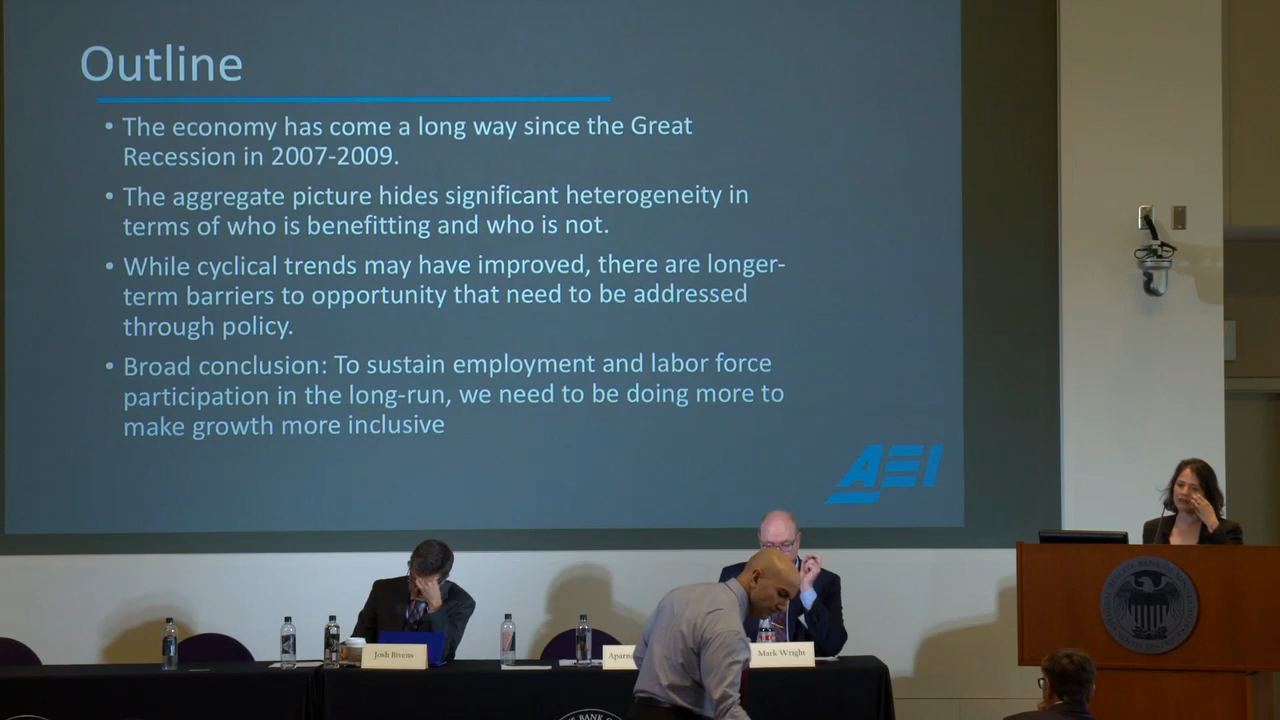 Outline
• The economy has come a long way since the Great
Recession in 2007-2009.
• The aggregate picture hides significant heterogeneity in
terms of who is benefitting and who is not.
• While cyclical trends may have improved, there are longer-
term barriers to opportunity that need to be addressed
through policy.
• Broad conclusion: To sustain employment and labor force
participation in the long-run, we need to be doing more to
make growth more inclusive
AEI
Josh Bivens
Mark Wright
BANK